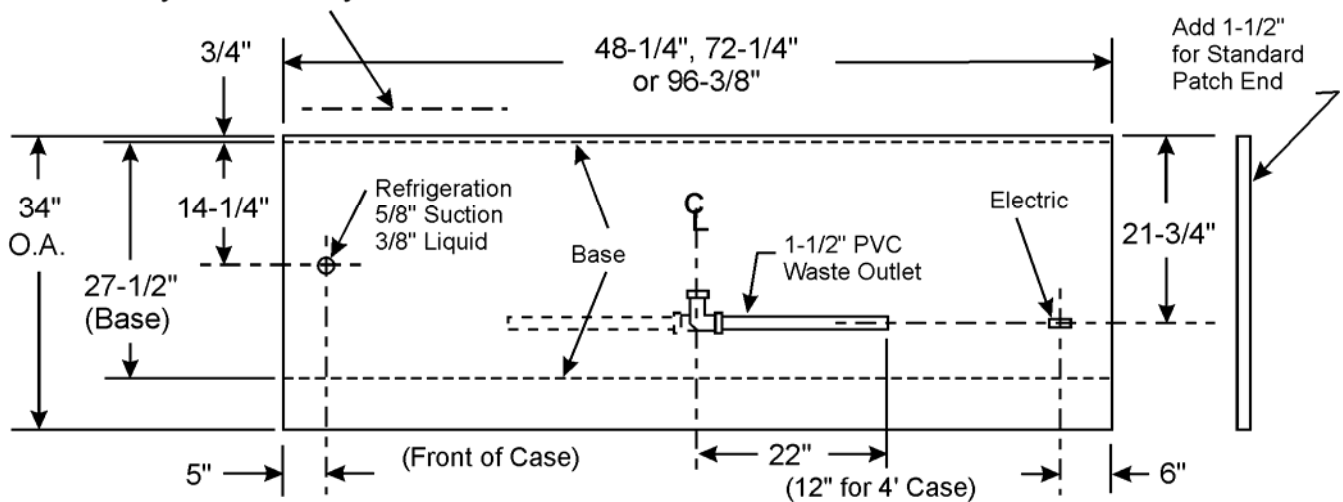 3/4"
48-1/4", 72-1/4"
or 96-3/8"
Add 1-1/2"
for Standard
Patch End
34"
O.A.
14-1/4"
Refrigeration
5/8" Suction
3/8" Liquid
27-1/2"
(Base)
Base
CL
1-1/2" PVC
Waste Outlet
Electric
21-3/4"
5"
(Front of Case)
22"
(12" for 4' Case)
6"